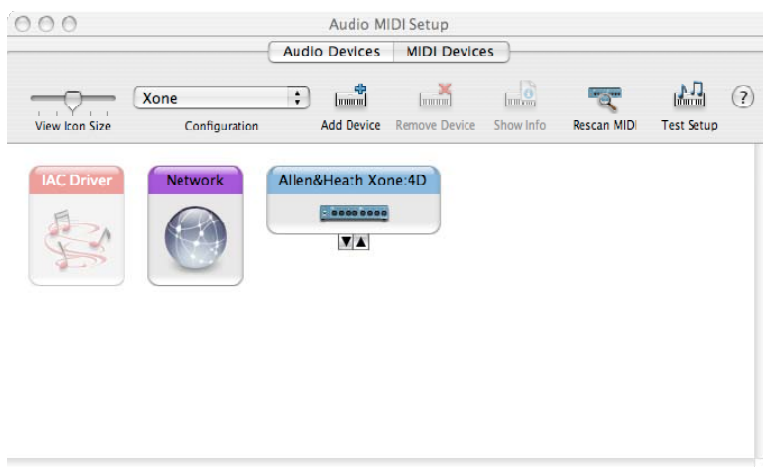 Audio MIDI Setup
Audio Devices MIDI Devices
Xone
View Icon Size Configuration Add Device Remove Device Show Info Rescan MIDI Test Setup ?
IAC Driver Network Allen&Heath Xone:4D